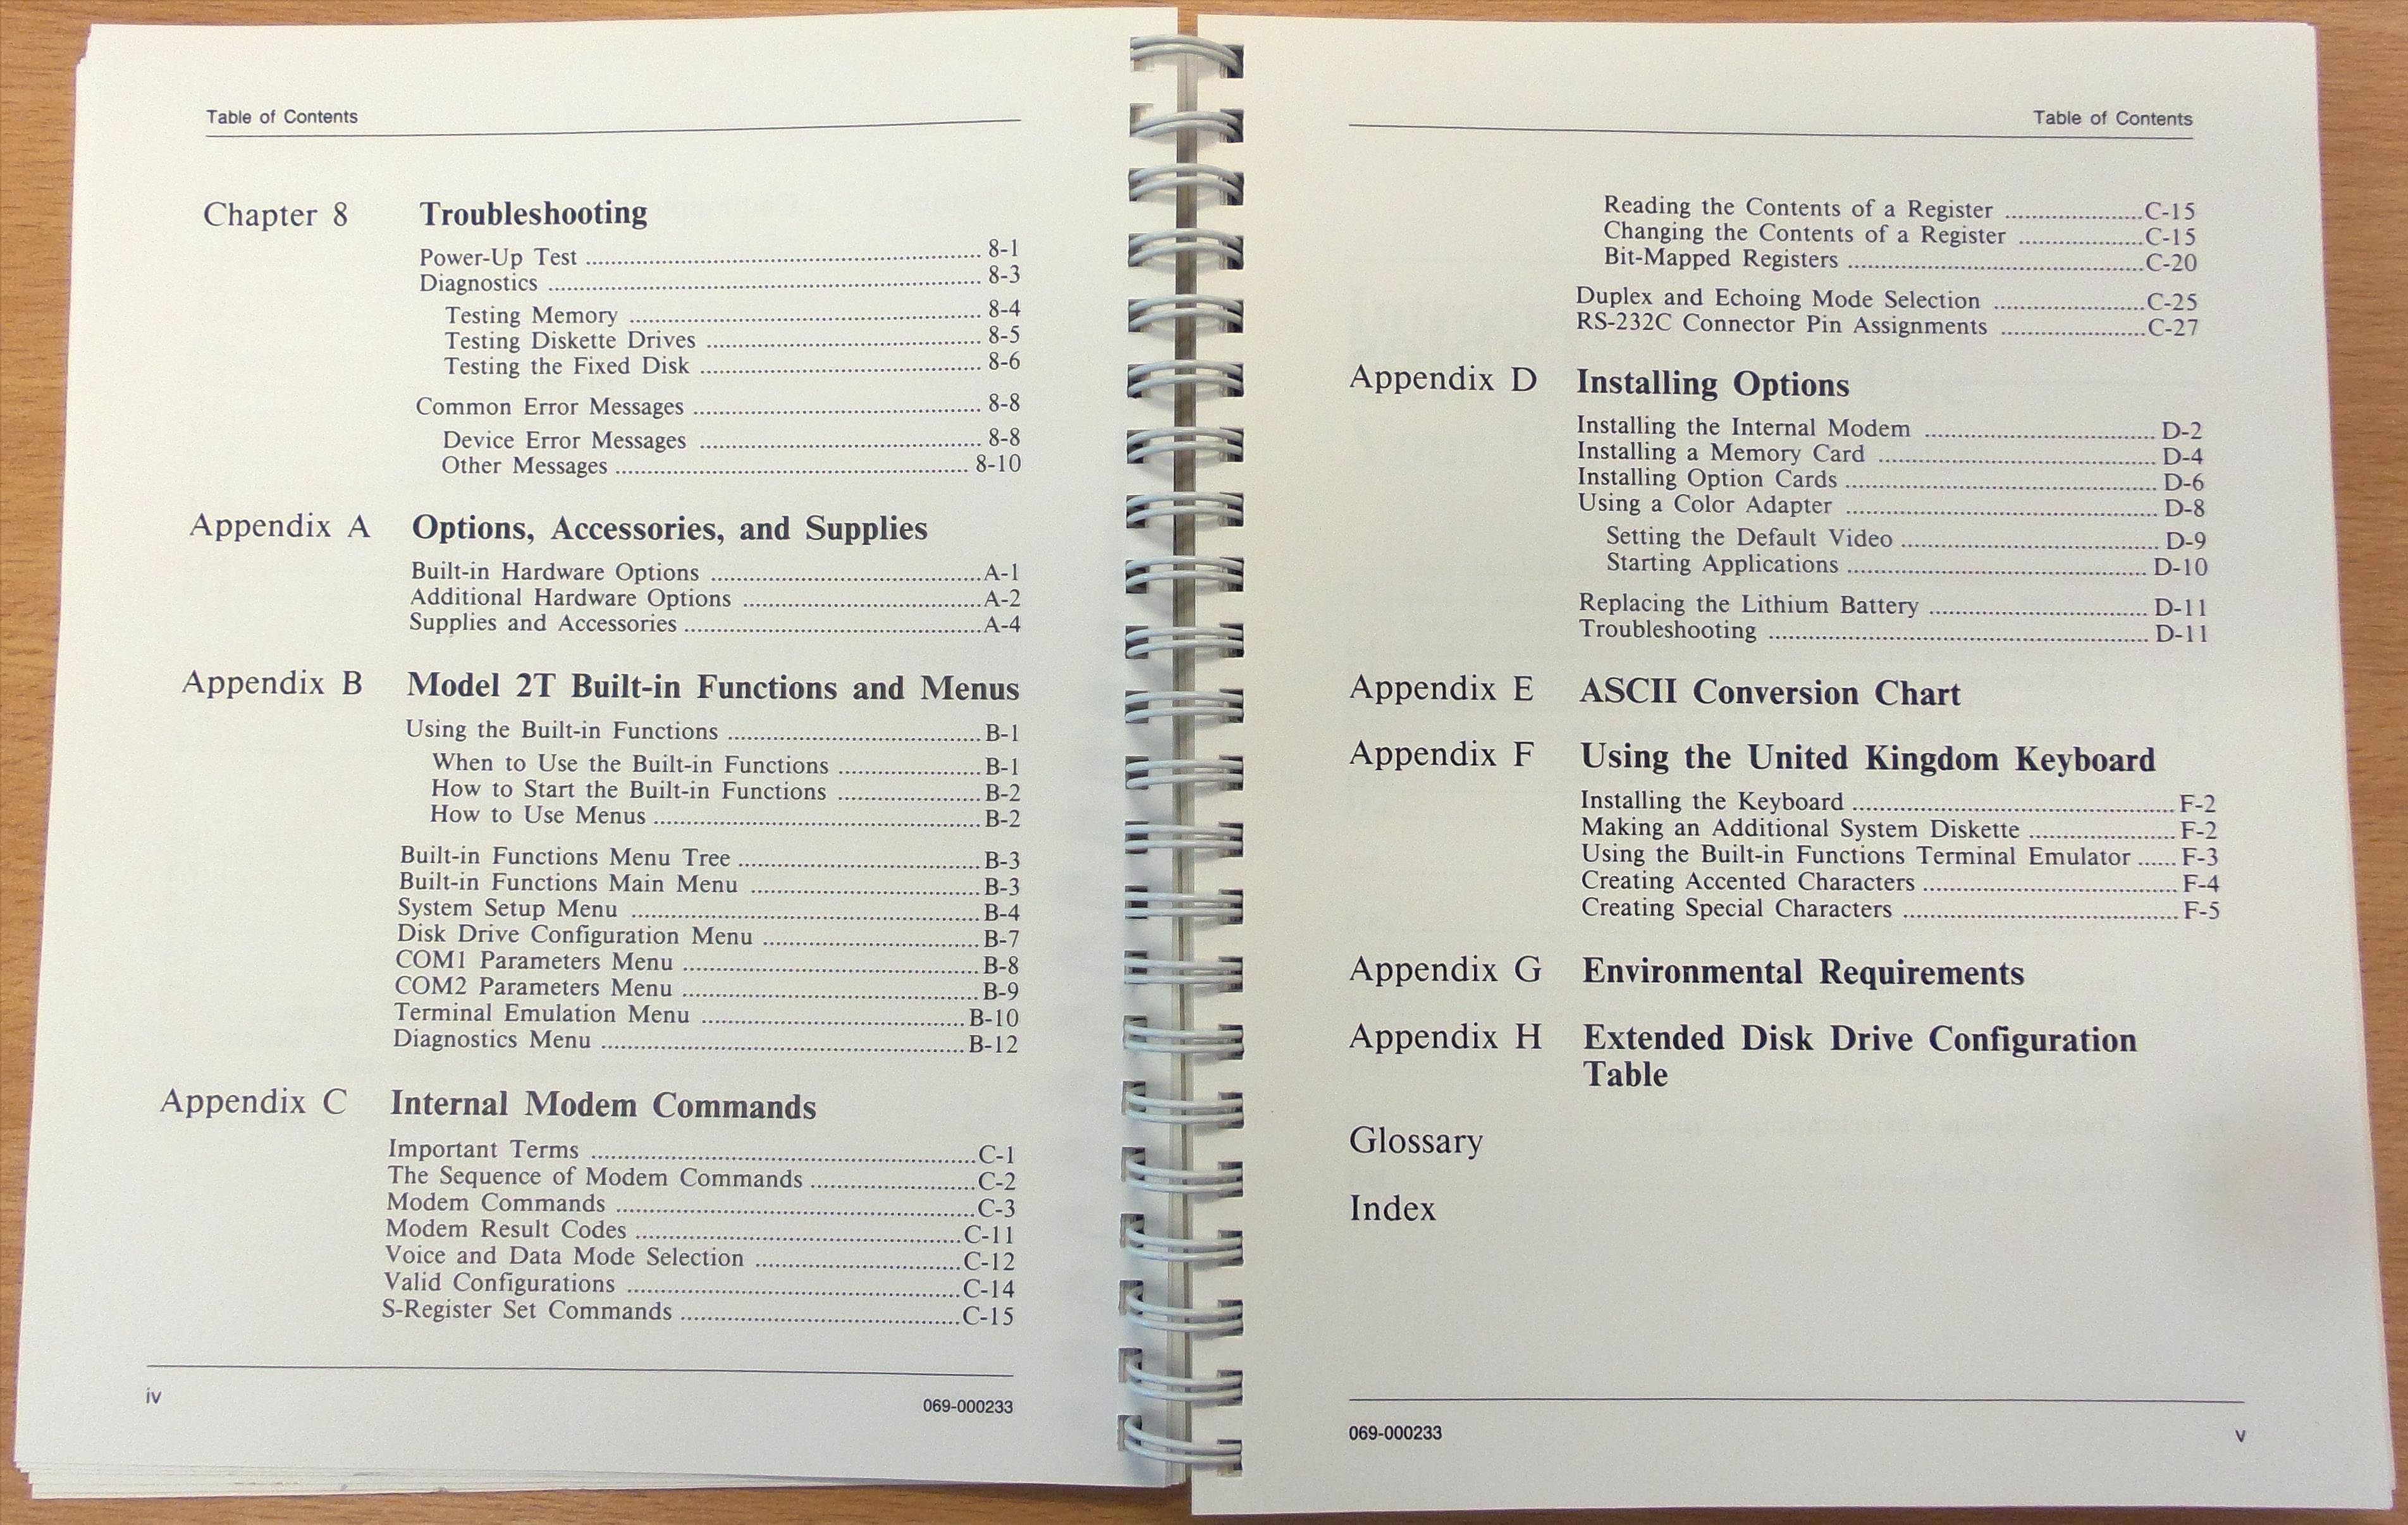 Table of Contents
Chapter 8 Troubleshooting
Power-Up Test ........ 8-1
Diagnostics ........ 8-3
Testing Memory ........ 8-4
Testing Diskette Drives ........ 8-5
Testing the Fixed Disk ........ 8-6
Common Error Messages ........ 8-8
Device Error Messages ........ 8-8
Other Messages ........ 8-10
Appendix A Options, Accessories, and Supplies
Built-in Hardware Options ........ A-1
Additional Hardware Options ........ A-2
Supplies and Accessories ........ A-4
Appendix B Model 2T Built-in Functions and Menus
Using the Built-in Functions ........ B-1
When to Use the Built-in Functions ........ B-1
How to Start the Built-in Functions ........ B-2
How to Use Menus ........ B-2
Built-in Functions Menu Tree ........ B-3
Built-in Functions Main Menu ........ B-3
System Setup Menu ........ B-4
Disk Drive Configuration Menu ........ B-7
COM1 Parameters Menu ........ B-8
COM2 Parameters Menu ........ B-9
Terminal Emulation Menu ........ B-10
Diagnostics Menu ........ B-12
Appendix C Internal Modem Commands
Important Terms ........ C-1
The Sequence of Modem Commands ........ C-2
Modem Commands ........ C-3
Modem Result Codes ........ C-11
Voice and Data Mode Selection ........ C-12
Valid Configurations ........ C-14
S-Register Set Commands ........ C-15
iv 069-000233
Table of Contents
Reading the Contents of a Register ........ C-15
Changing the Contents of a Register ........ C-15
Bit-Mapped Registers ........ C-20
Duplex and Echoing Mode Selection ........ C-25
RS-232C Connector Pin Assignments ........ C-27
Appendix D Installing Options
Installing the Internal Modem ........ D-2
Installing a Memory Card ........ D-4
Installing Option Cards ........ D-6
Using a Color Adapter ........ D-8
Setting the Default Video ........ D-9
Starting Applications ........ D-10
Replacing the Lithium Battery ........ D-11
Troubleshooting ........ D-11
Appendix E ASCII Conversion Chart
Appendix F Using the United Kingdom Keyboard
Installing the Keyboard ........ F-2
Making an Additional System Diskette ........ F-2
Using the Built-in Functions Terminal Emulator ...... F-3
Creating Accented Characters ........ F-4
Creating Special Characters ........ F-5
Appendix G Environmental Requirements
Appendix H Extended Disk Drive Configuration
Table
Glossary
Index
069-000233 v